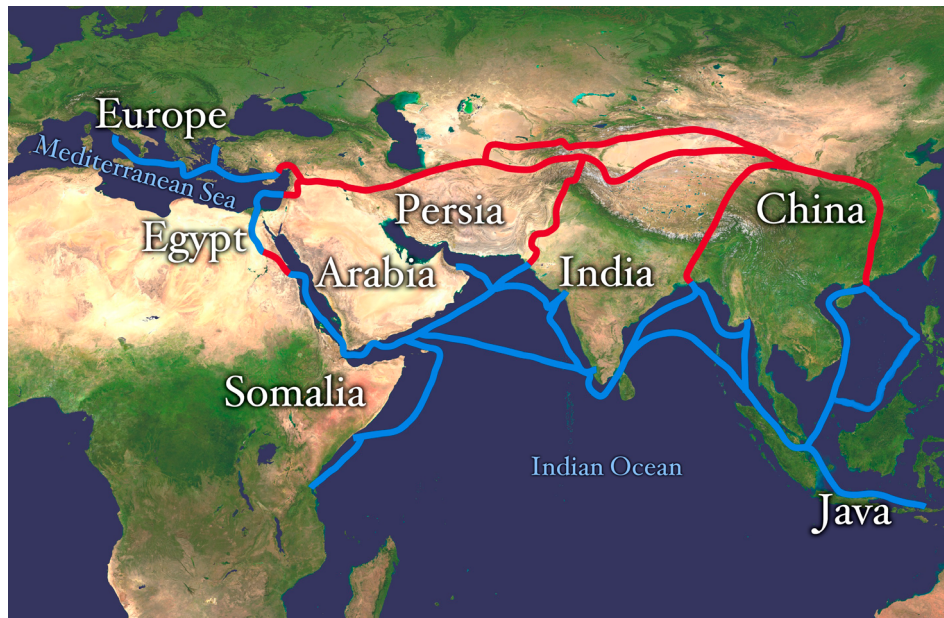 Europe
Mediterranean Sea
Egypt
Persia
China
Arabia
India
Somalia
Indian Ocean
Java